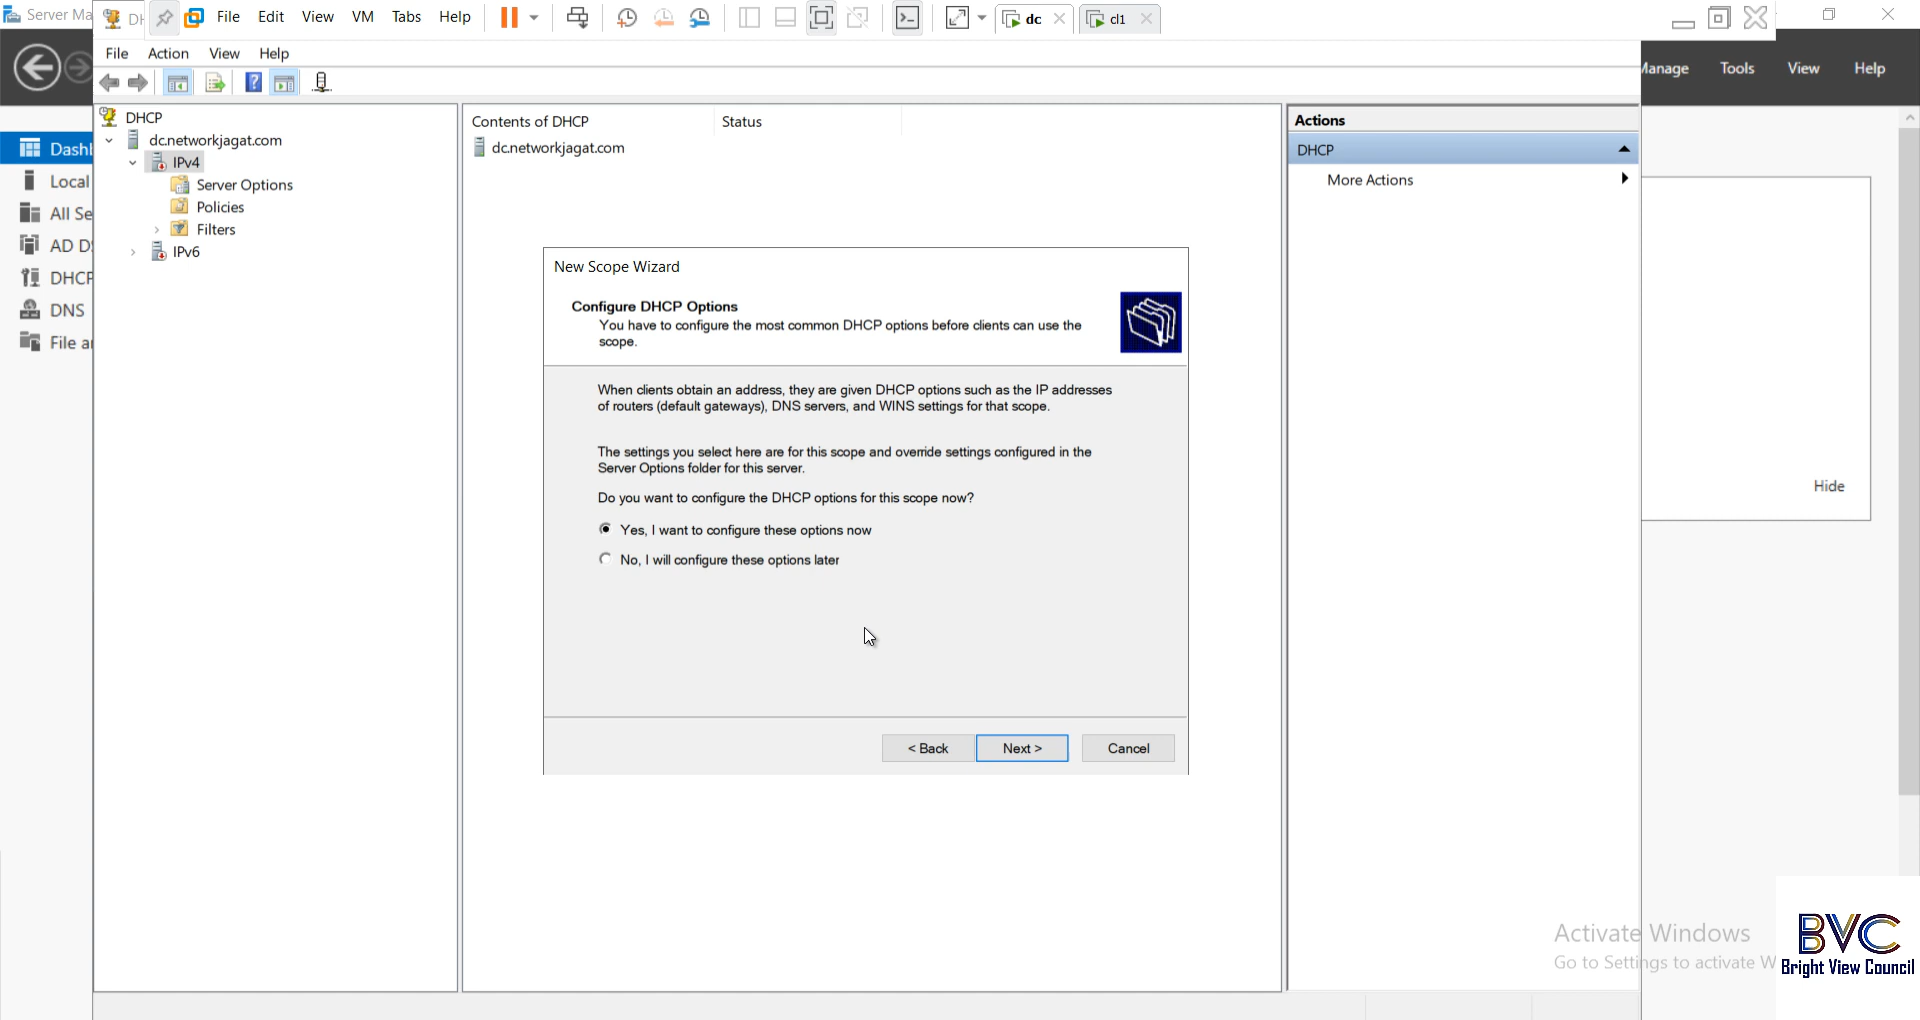 Server Ma
File Edit View VM Tabs Help
dc
cl1
File Action View Help
Manage Tools View Help
DHCP
dc.networkjagat.com
IPv4
Server Options
Policies
Filters
IPv6
Dashl
Local
All Se
AD D
DHCP
DNS
File a
Contents of DHCP Status
dc.networkjagat.com
Actions
DHCP
More Actions
New Scope Wizard
Configure DHCP Options
You have to configure the most common DHCP options before clients can use the
scope.
When clients obtain an address, they are given DHCP options such as the IP addresses
of routers (default gateways), DNS servers, and WINS settings for that scope.
The settings you select here are for this scope and override settings configured in the
Server Options folder for this server.
Do you want to configure the DHCP options for this scope now?
Yes, I want to configure these options now
No, I will configure these options later
< Back Next > Cancel
Hide
Activate Windows
Go to Settings to activate W
BVC
Bright View Council